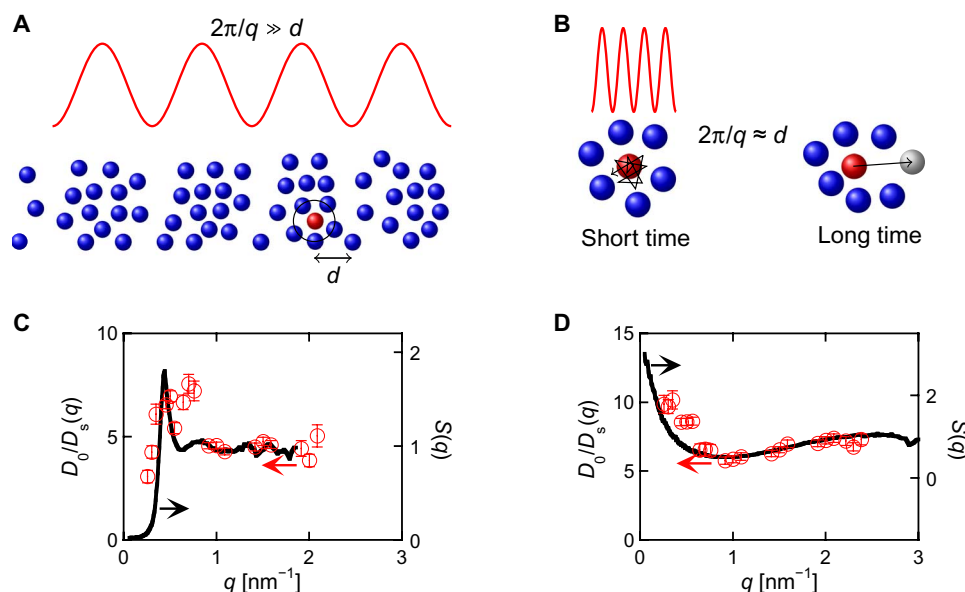 A
2π/q ≫ d
d
B
2π/q ≈ d
Short time
Long time
C
D₀/Dₛ(q)
10
5
0
2
1
0
S(q)
0
1
2
3
q [nm⁻¹]
D
D₀/Dₛ(q)
15
10
5
0
2
0
S(q)
0
1
2
3
q [nm⁻¹]